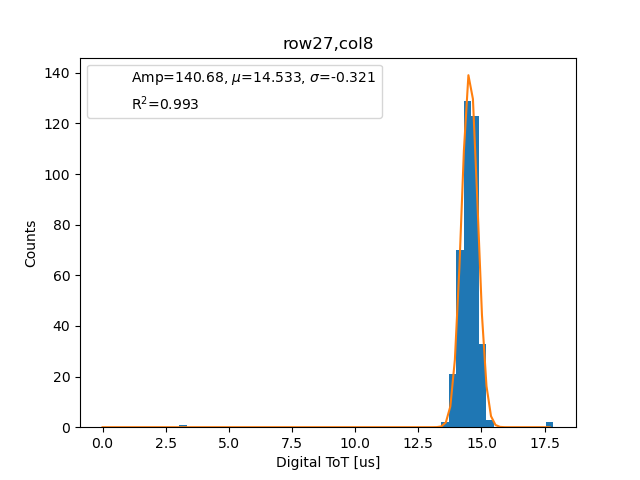 row27,col8
Amp=140.68, μ=14.533, σ=-0.321
R²=0.993
140
120
100
80
60
40
20
0
Counts
0.0 2.5 5.0 7.5 10.0 12.5 15.0 17.5
Digital ToT [us]